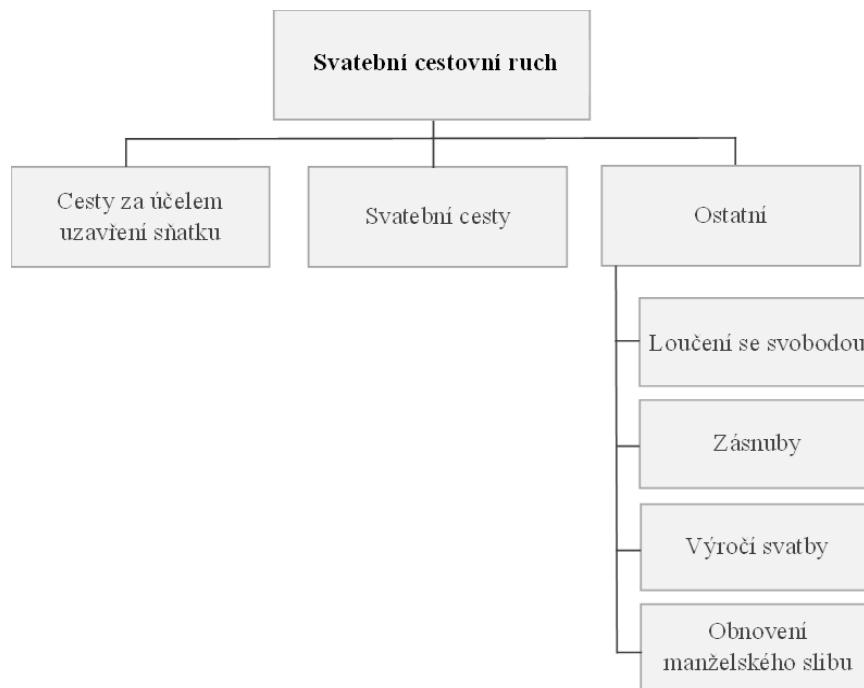 Svatební cestovní ruch
Cesty za účelem
uzavření sňatku
Svatební cesty
Ostatní
Loučení se svobodou
Zásnuby
Výročí svatby
Obnovení
manželského slibu